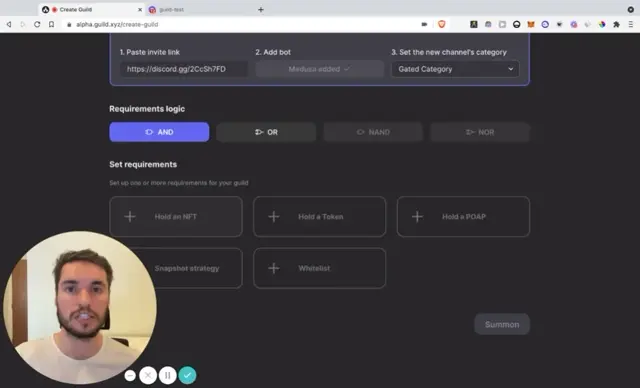 Create Guild
guild-test
alpha.guild.xyz/create-guild
1. Paste invite link
2. Add bot
3. Set the new channel's category
https://discord.gg/2CcSh7FD
Medusa added
Gated Category
Requirements logic
AND
OR
NAND
NOR
Set requirements
Set up one or more requirements for your guild
Hold an NFT
Hold a Token
Hold a POAP
Snapshot strategy
Whitelist
Summon